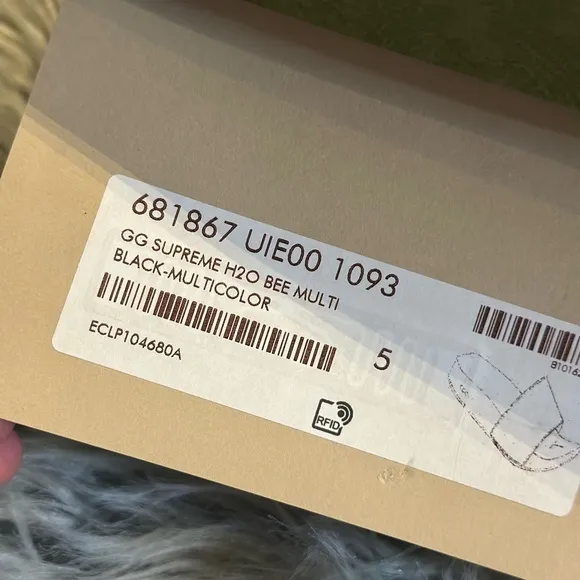 681867 UIE00 1093
GG SUPREME H2O BEE MULTI
BLACK-MULTICOLOR
ECLP104680A
5
RFID